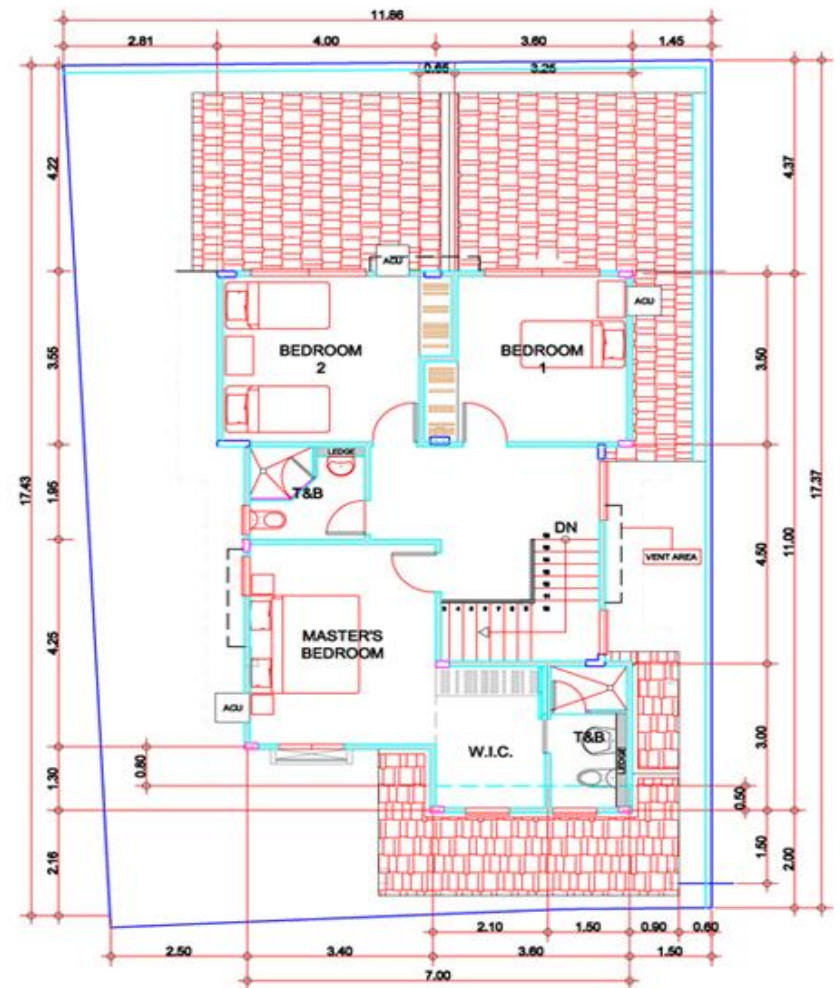 11.86
2.81 4.00 3.60 1.45
0.65 3.25
4.22
4.37
ACU
ACU
BEDROOM
2
BEDROOM
1
3.55
3.50
LEDGE
T&B
17.43
1.95
DN
17.37
4.50
11.00
VENT AREA
MASTER'S
BEDROOM
4.25
ACU
T&B
W.I.C.
LEDGE
3.00
0.80
1.30
0.50
2.16
1.50
2.00
2.10 1.50 0.90 0.60
2.50 3.40 3.60 1.50
7.00